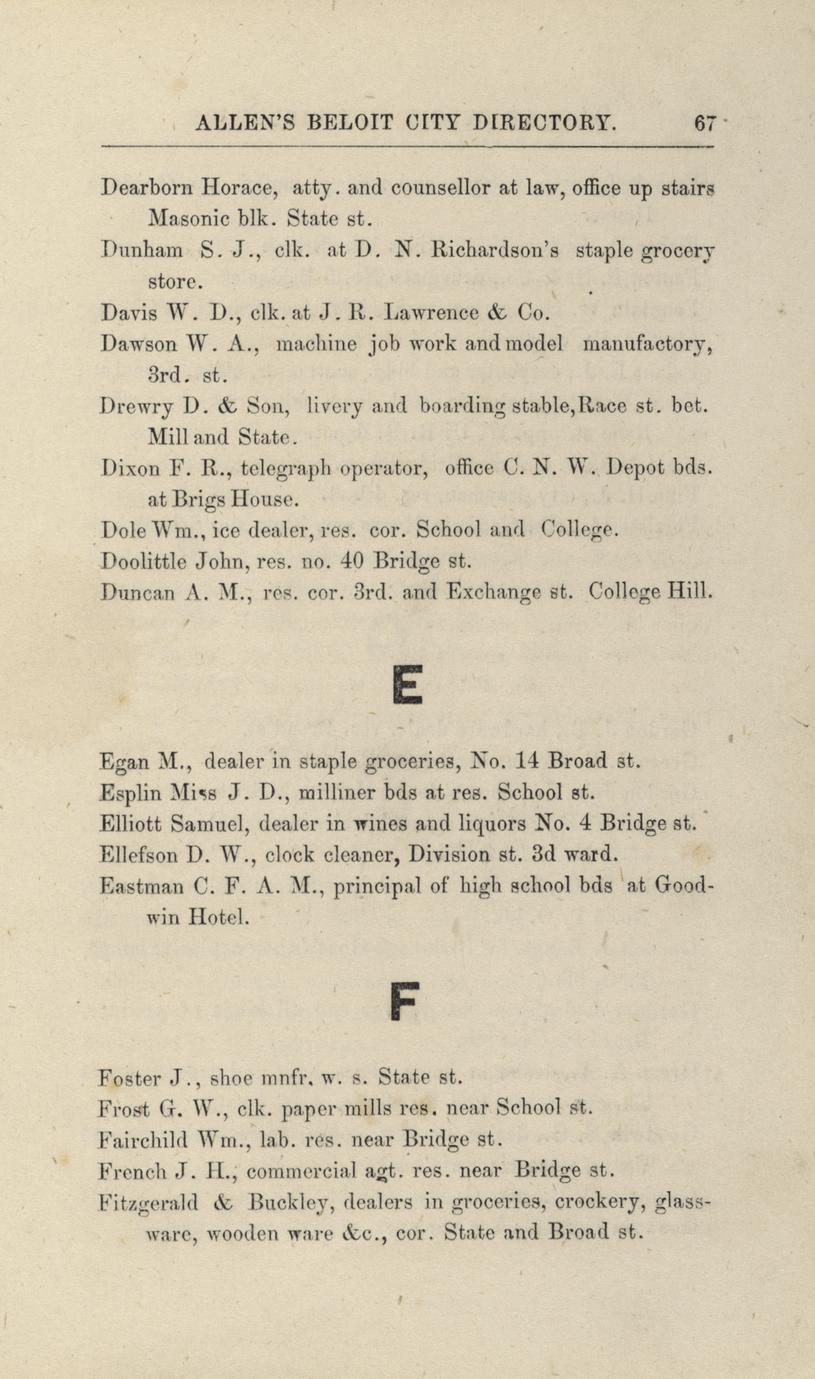 ALLEN'S BELOIT CITY DIRECTORY. 67
Dearborn Horace, atty. and counsellor at law, office up stairs
Masonic blk. State st.
Dunham S. J., clk. at D. N. Richardson's staple grocery
store.
Davis W. D., clk. at J. R. Lawrence & Co.
Dawson W. A., machine job work and model manufactory,
3rd. st.
Drewry D. & Son, livery and boarding stable, Race st. bet.
Mill and State.
Dixon F. R., telegraph operator, office C. N. W. Depot bds.
at Brigs House.
Dole Wm., ice dealer, res. cor. School and College.
Doolittle John, res. no. 40 Bridge st.
Duncan A. M., res. cor. 3rd. and Exchange st. College Hill.
E
Egan M., dealer in staple groceries, No. 14 Broad st.
Esplin Miss J. D., milliner bds at res. School st.
Elliott Samuel, dealer in wines and liquors No. 4 Bridge st.
Ellefson D. W., clock cleaner, Division st. 3d ward.
Eastman C. F. A. M., principal of high school bds at Good-
win Hotel.
F
Foster J., shoe mnfr. w. s. State st.
Frost G. W., clk. paper mills res. near School st.
Fairchild Wm., lab. res. near Bridge st.
French J. H., commercial agt. res. near Bridge st.
Fitzgerald & Buckley, dealers in groceries, crockery, glass-
ware, wooden ware &c., cor. State and Broad st.